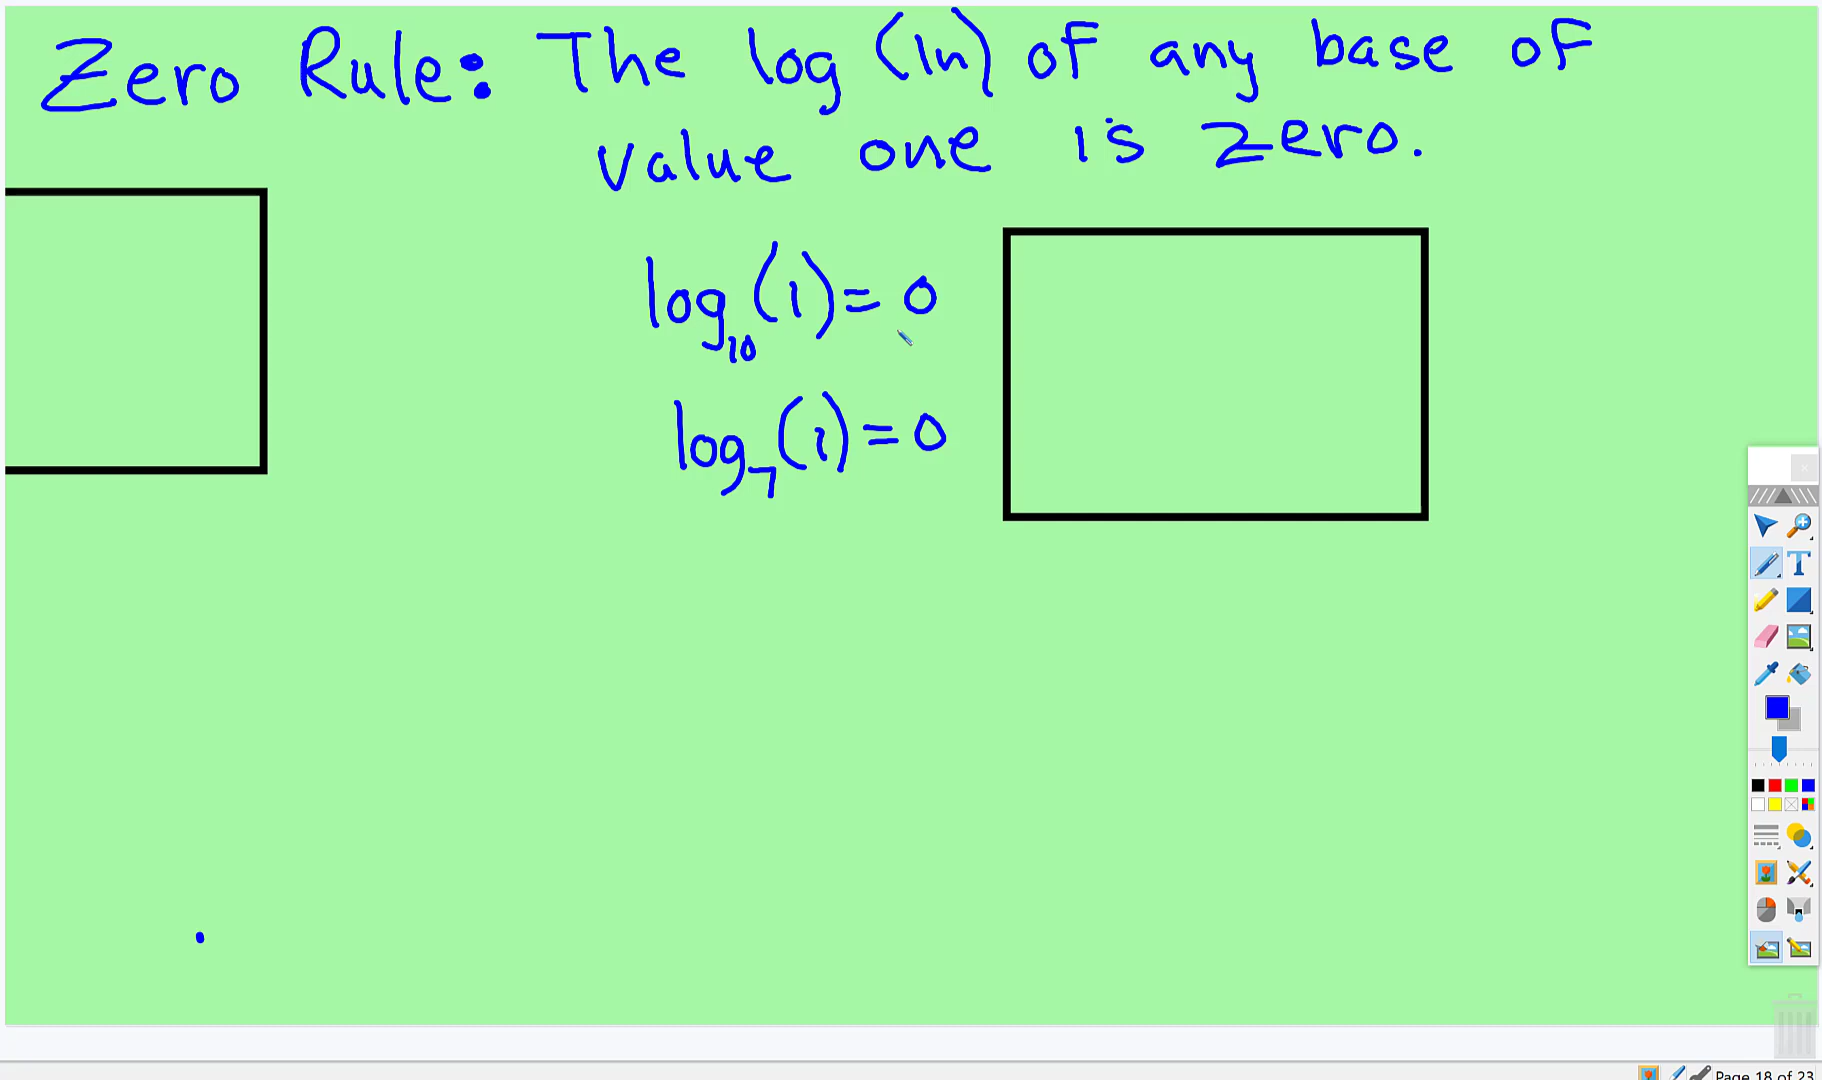 Zero Rule: The log (ln) of any base of
value one is zero.
log₁₀(1)=0
log₇(1)=0
T
Page 18 of 23